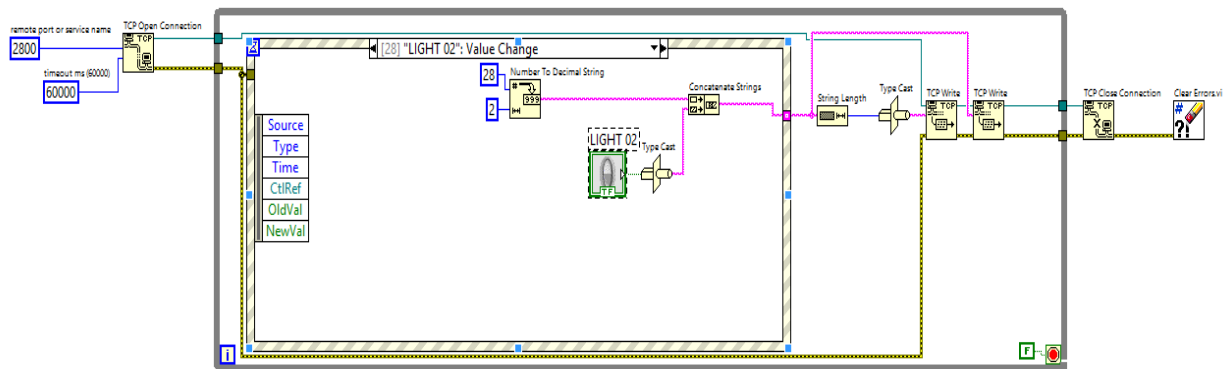 remote port or service name
2800
timeout ms (60000)
60000
TCP Open Connection
TCP
[28] "LIGHT 02": Value Change
28
Number To Decimal String
#
999
2
Concatenate Strings
LIGHT 02
TF
Type Cast
Source
Type
Time
CtlRef
OldVal
NewVal
String Length
Type Cast
TCP Write
TCP
TCP Write
TCP
TCP Close Connection
TCP
Clear Errors.vi
#
?!
i
F